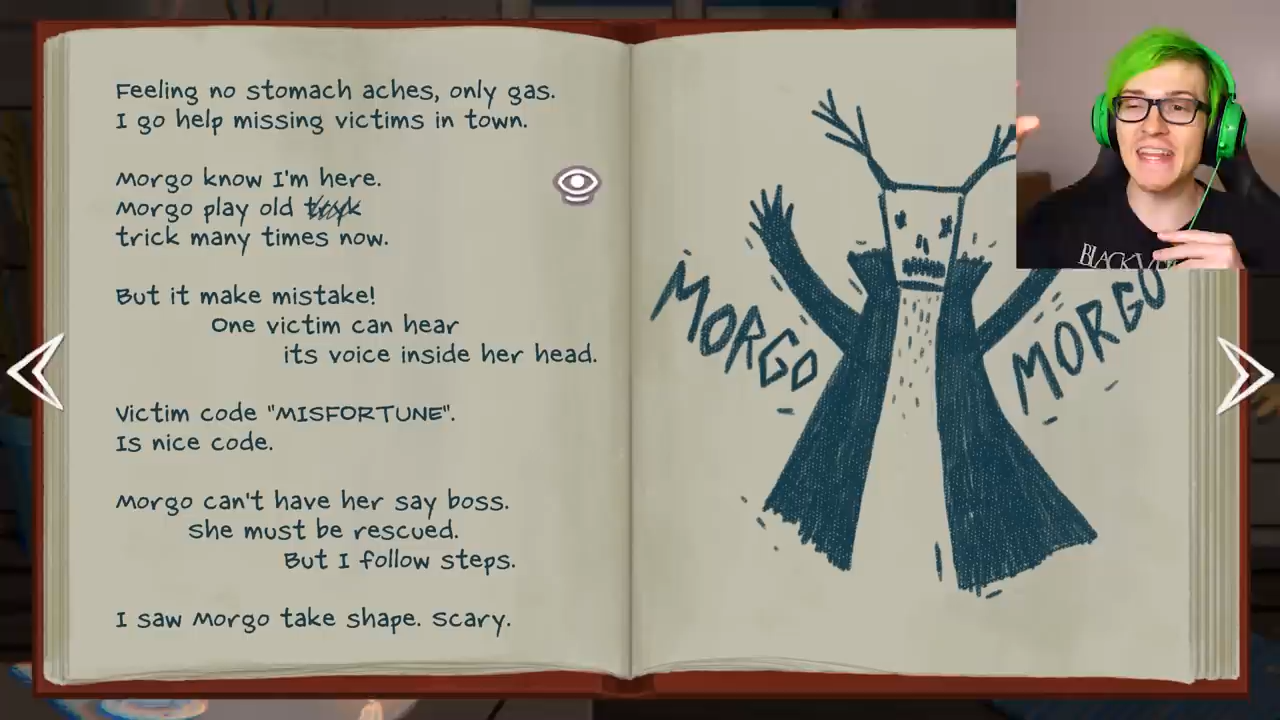 Feeling no stomach aches, only gas.
I go help missing victims in town.
Morgo know I'm here.
Morgo play old
trick many times now.
But it make mistake!
One victim can hear
its voice inside her head.
Victim code "MISFORTUNE".
Is nice code.
Morgo can't have her say boss.
She must be rescued.
But I follow steps.
I saw Morgo take shape. Scary.
MORGO
MORGO
BLACK